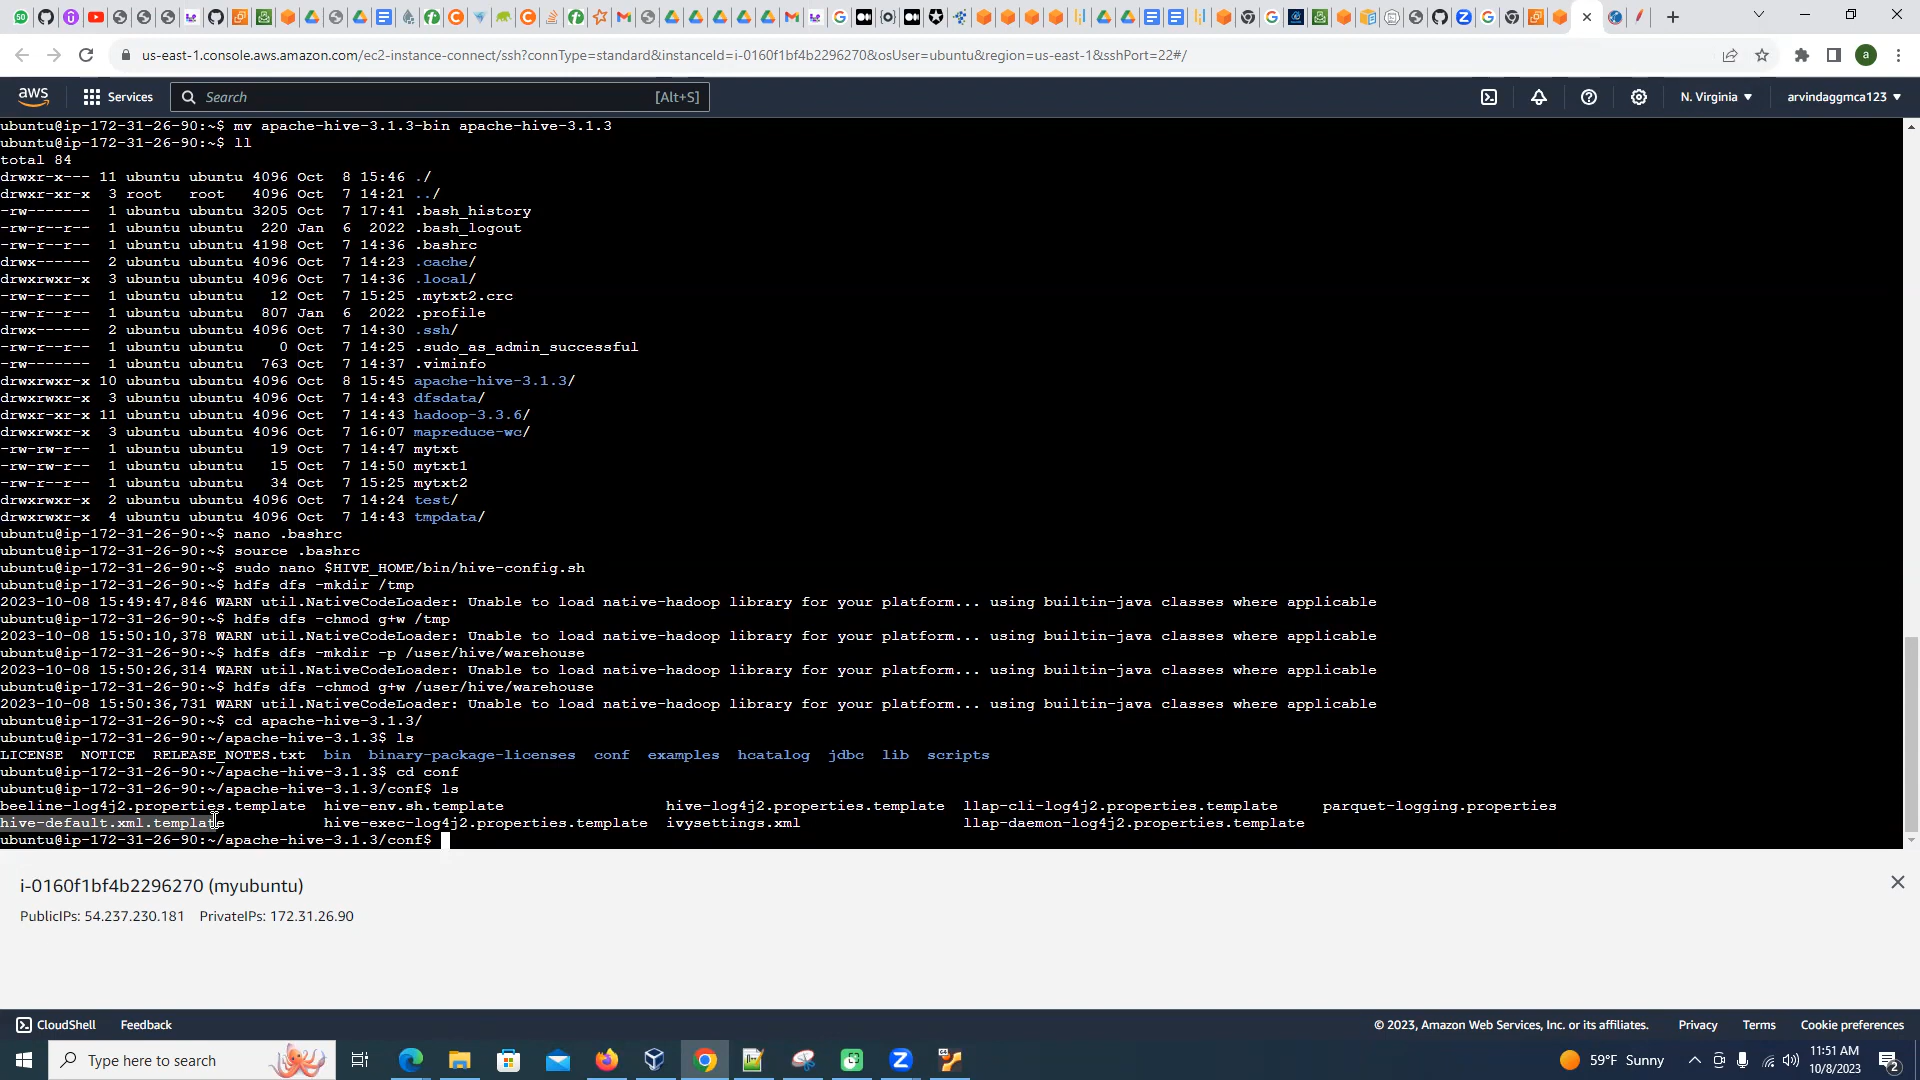 us-east-1.console.aws.amazon.com/ec2-instance-connect/ssh?connType=standard&instanceId=i-0160f1bf4b2296270&osUser=ubuntu&region=us-east-1&sshPort=22#/
a
aws Services Search [Alt+S] N. Virginia arvindaggmca123
ubuntu@ip-172-31-26-90:~$ mv apache-hive-3.1.3-bin apache-hive-3.1.3
ubuntu@ip-172-31-26-90:~$ ll
total 84
drwxr-x--- 11 ubuntu ubuntu 4096 Oct  8 15:46 ./
drwxr-xr-x  3 root   root   4096 Oct  7 14:21 ../
-rw-------  1 ubuntu ubuntu 3205 Oct  7 17:41 .bash_history
-rw-r--r--  1 ubuntu ubuntu  220 Jan  6  2022 .bash_logout
-rw-r--r--  1 ubuntu ubuntu 4198 Oct  7 14:36 .bashrc
drwx------  2 ubuntu ubuntu 4096 Oct  7 14:23 .cache/
drwxrwxr-x  3 ubuntu ubuntu 4096 Oct  7 14:36 .local/
-rw-r--r--  1 ubuntu ubuntu   12 Oct  7 15:25 .mytxt2.crc
-rw-r--r--  1 ubuntu ubuntu  807 Jan  6  2022 .profile
drwx------  2 ubuntu ubuntu 4096 Oct  7 14:30 .ssh/
-rw-r--r--  1 ubuntu ubuntu    0 Oct  7 14:25 .sudo_as_admin_successful
-rw-------  1 ubuntu ubuntu  763 Oct  7 14:37 .viminfo
drwxrwxr-x 10 ubuntu ubuntu 4096 Oct  8 15:45 apache-hive-3.1.3/
drwxrwxr-x  3 ubuntu ubuntu 4096 Oct  7 14:43 dfsdata/
drwxr-xr-x 11 ubuntu ubuntu 4096 Oct  7 14:43 hadoop-3.3.6/
drwxrwxr-x  3 ubuntu ubuntu 4096 Oct  7 16:07 mapreduce-wc/
-rw-rw-r--  1 ubuntu ubuntu   19 Oct  7 14:47 mytxt
-rw-rw-r--  1 ubuntu ubuntu   15 Oct  7 14:50 mytxt1
-rw-r--r--  1 ubuntu ubuntu   34 Oct  7 15:25 mytxt2
drwxrwxr-x  2 ubuntu ubuntu 4096 Oct  7 14:24 test/
drwxrwxr-x  4 ubuntu ubuntu 4096 Oct  7 14:43 tmpdata/
ubuntu@ip-172-31-26-90:~$ nano .bashrc
ubuntu@ip-172-31-26-90:~$ source .bashrc
ubuntu@ip-172-31-26-90:~$ sudo nano $HIVE_HOME/bin/hive-config.sh
ubuntu@ip-172-31-26-90:~$ hdfs dfs -mkdir /tmp
2023-10-08 15:49:47,846 WARN util.NativeCodeLoader: Unable to load native-hadoop library for your platform... using builtin-java classes where applicable
ubuntu@ip-172-31-26-90:~$ hdfs dfs -chmod g+w /tmp
2023-10-08 15:50:10,378 WARN util.NativeCodeLoader: Unable to load native-hadoop library for your platform... using builtin-java classes where applicable
ubuntu@ip-172-31-26-90:~$ hdfs dfs -mkdir -p /user/hive/warehouse
2023-10-08 15:50:26,314 WARN util.NativeCodeLoader: Unable to load native-hadoop library for your platform... using builtin-java classes where applicable
ubuntu@ip-172-31-26-90:~$ hdfs dfs -chmod g+w /user/hive/warehouse
2023-10-08 15:50:36,731 WARN util.NativeCodeLoader: Unable to load native-hadoop library for your platform... using builtin-java classes where applicable
ubuntu@ip-172-31-26-90:~$ cd apache-hive-3.1.3/
ubuntu@ip-172-31-26-90:~/apache-hive-3.1.3$ ls
LICENSE  NOTICE  RELEASE_NOTES.txt  bin  binary-package-licenses  conf  examples  hcatalog  jdbc  lib  scripts
ubuntu@ip-172-31-26-90:~/apache-hive-3.1.3$ cd conf
ubuntu@ip-172-31-26-90:~/apache-hive-3.1.3/conf$ ls
beeline-log4j2.properties.template  hive-env.sh.template  hive-log4j2.properties.template  llap-cli-log4j2.properties.template  parquet-logging.properties
hive-default.xml.template  hive-exec-log4j2.properties.template  ivysettings.xml  llap-daemon-log4j2.properties.template
ubuntu@ip-172-31-26-90:~/apache-hive-3.1.3/conf$
i-0160f1bf4b2296270 (myubuntu)
PublicIPs: 54.237.230.181 PrivateIPs: 172.31.26.90
CloudShell Feedback © 2023, Amazon Web Services, Inc. or its affiliates. Privacy Terms Cookie preferences
Type here to search 59°F Sunny 11:51 AM
10/8/2023 2